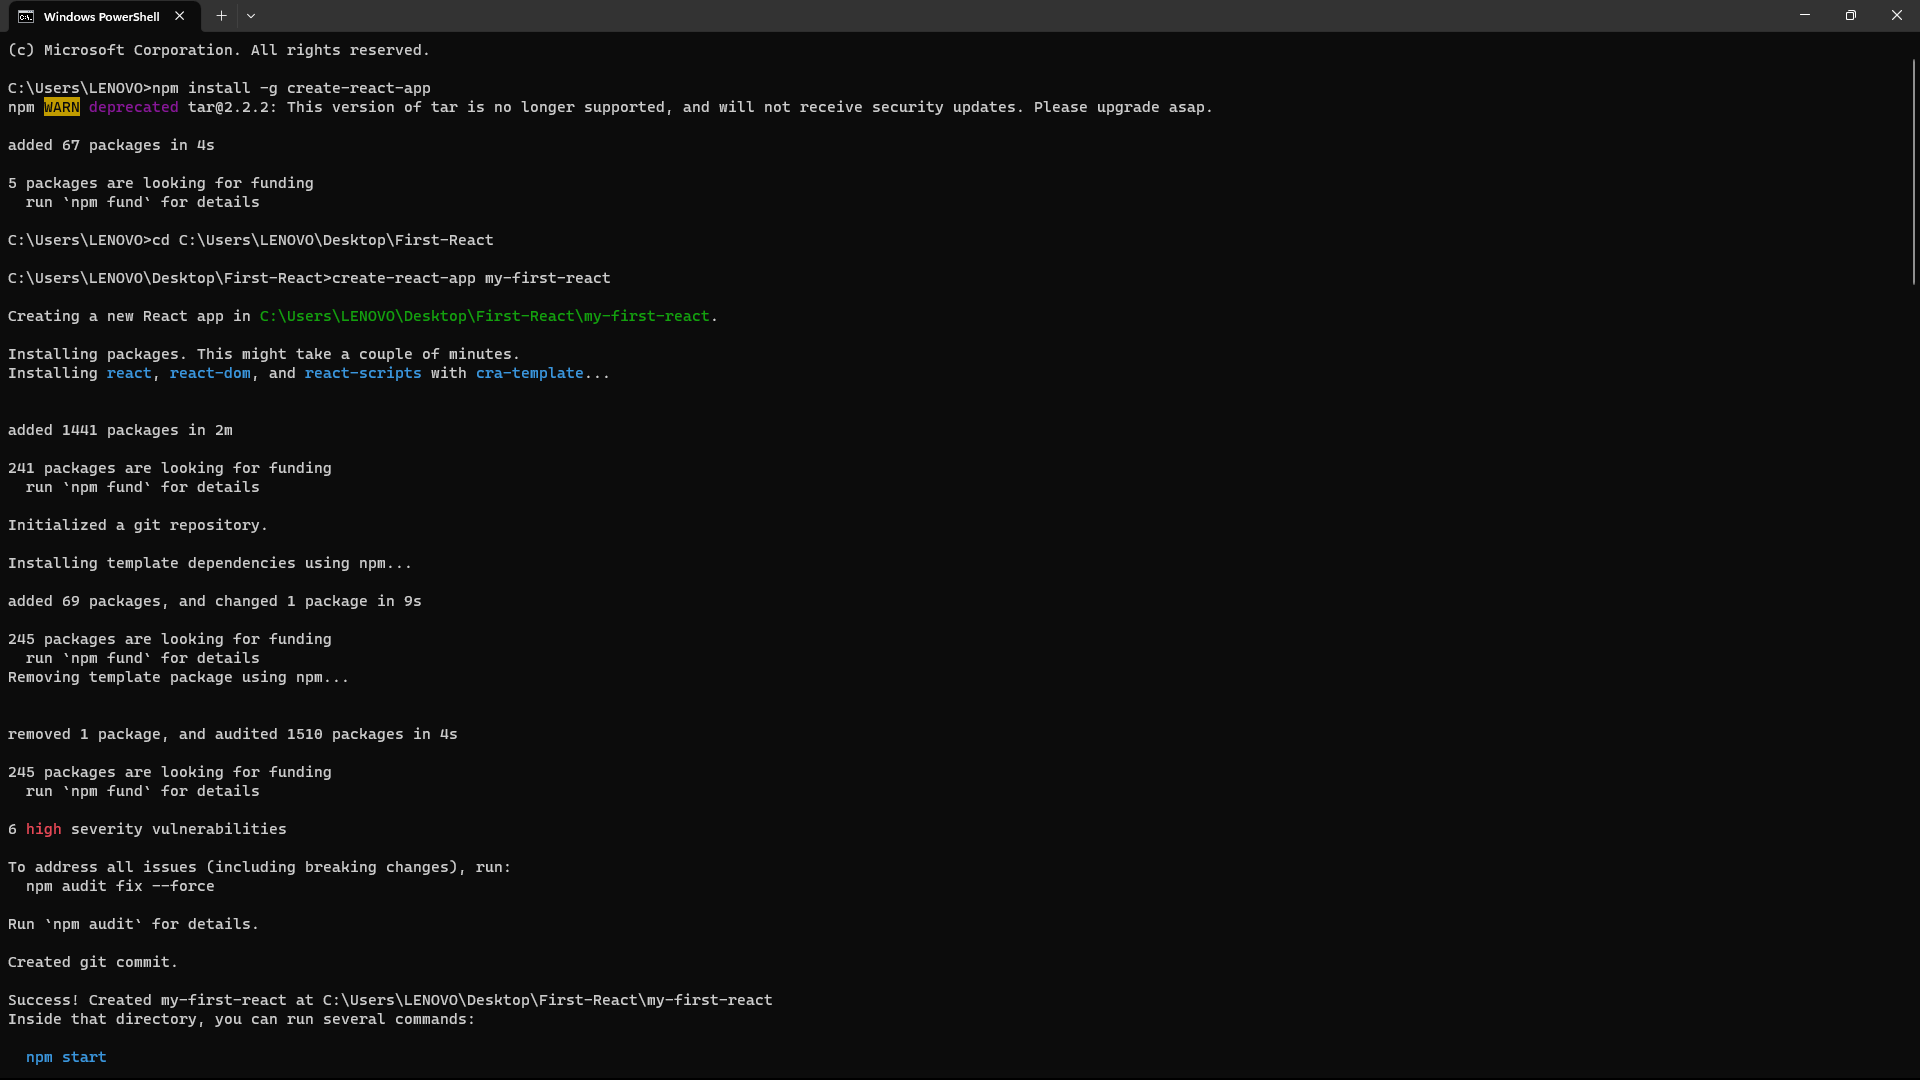 Windows PowerShell
(c) Microsoft Corporation. All rights reserved.
C:\Users\LENOVO>npm install -g create-react-app
npm WARN deprecated tar@2.2.2: This version of tar is no longer supported, and will not receive security updates. Please upgrade asap.
added 67 packages in 4s
5 packages are looking for funding
  run `npm fund` for details
C:\Users\LENOVO>cd C:\Users\LENOVO\Desktop\First-React
C:\Users\LENOVO\Desktop\First-React>create-react-app my-first-react
Creating a new React app in C:\Users\LENOVO\Desktop\First-React\my-first-react.
Installing packages. This might take a couple of minutes.
Installing react, react-dom, and react-scripts with cra-template...
added 1441 packages in 2m
241 packages are looking for funding
  run `npm fund` for details
Initialized a git repository.
Installing template dependencies using npm...
added 69 packages, and changed 1 package in 9s
245 packages are looking for funding
  run `npm fund` for details
Removing template package using npm...
removed 1 package, and audited 1510 packages in 4s
245 packages are looking for funding
  run `npm fund` for details
6 high severity vulnerabilities
To address all issues (including breaking changes), run:
  npm audit fix --force
Run `npm audit` for details.
Created git commit.
Success! Created my-first-react at C:\Users\LENOVO\Desktop\First-React\my-first-react
Inside that directory, you can run several commands:
  npm start